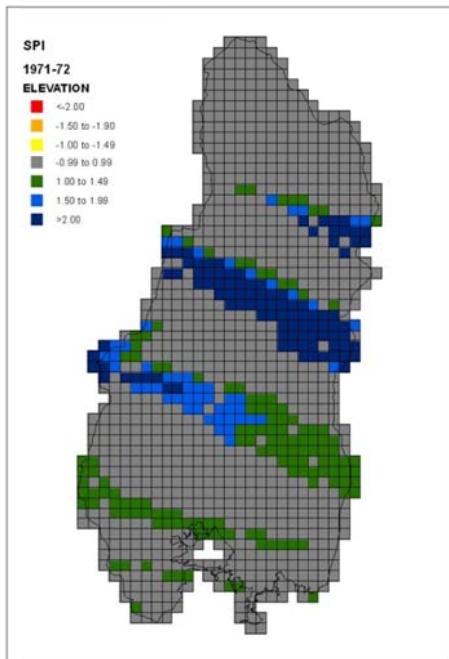 SPI
1971-72
ELEVATION
<-2.00
-1.50 to -1.90
-1.00 to -1.49
-0.99 to 0.99
1.00 to 1.49
1.50 to 1.99
>2.00